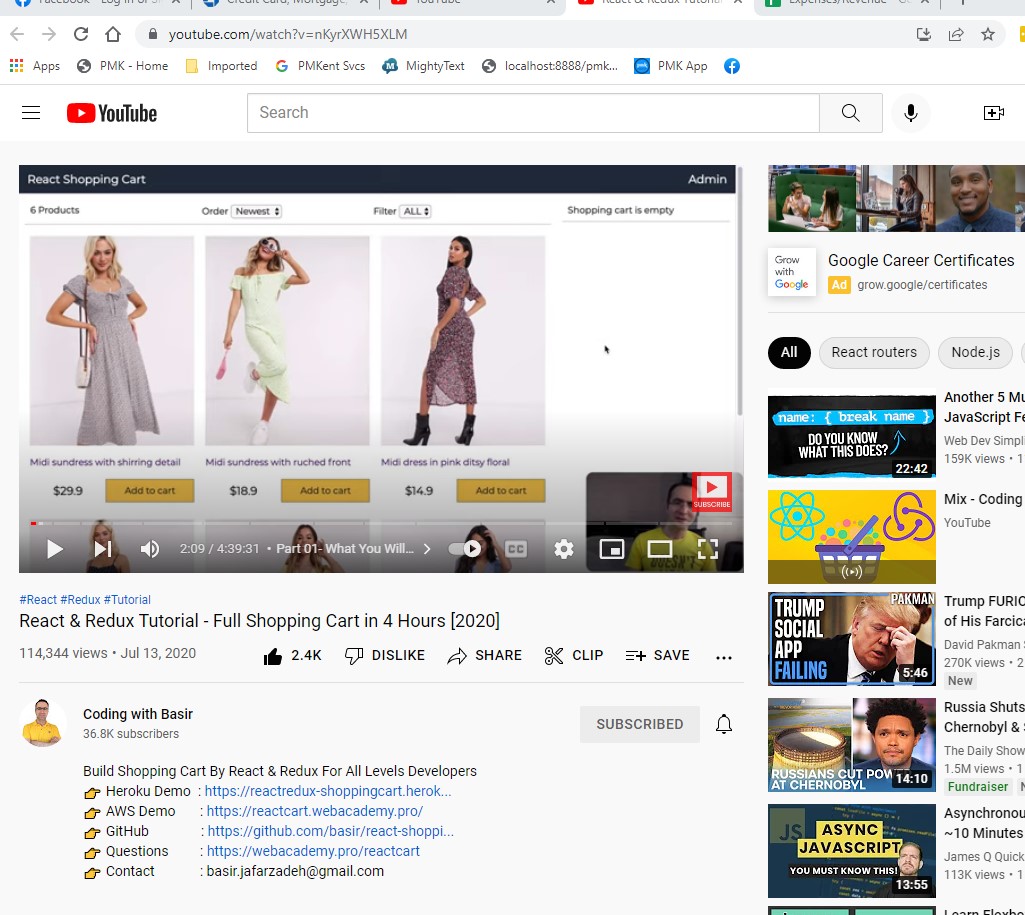 Facebook - Log In or Si
Credit Card, Mortgage,
YouTube
React & Redux Tutorial
Expenses/Revenue - G
youtube.com/watch?v=nKyrXWH5XLM
Apps
PMK - Home
Imported
PMKent Svcs
MightyText
localhost:8888/pmk...
PMK App
YouTube
Search
React Shopping Cart
Admin
6 Products
Order Newest
Filter ALL
Shopping cart is empty
Midi sundress with shirring detail
Midi sundress with ruched front
Midi dress in pink ditsy floral
$29.9
Add to cart
$18.9
Add to cart
$14.9
Add to cart
SUBSCRIBE
2:09 / 4:39:31 • Part 01- What You Will...
CC
#React #Redux #Tutorial
React & Redux Tutorial - Full Shopping Cart in 4 Hours [2020]
114,344 views • Jul 13, 2020
2.4K
DISLIKE
SHARE
CLIP
SAVE
Coding with Basir
36.8K subscribers
SUBSCRIBED
Build Shopping Cart By React & Redux For All Levels Developers
Heroku Demo : https://reactredux-shoppingcart.herok...
AWS Demo : https://reactcart.webacademy.pro/
GitHub : https://github.com/basir/react-shoppi...
Questions : https://webacademy.pro/reactcart
Contact : basir.jafarzadeh@gmail.com
Grow
with
Google
Google Career Certificates
Ad grow.google/certificates
All
React routers
Node.js
name: { break name }
DO YOU KNOW
WHAT THIS DOES?
22:42
Another 5 Mu
JavaScript Fe
Web Dev Simpli
159K views • 1
Mix - Coding
YouTube
TRUMP
SOCIAL
APP
FAILING
PAKMAN
5:46
Trump FURIO
of His Farcica
David Pakman S
270K views • 2
New
RUSSIANS CUT POW
AT CHERNOBYL
14:10
Russia Shuts
Chernobyl & S
The Daily Show
1.5M views • 1
Fundraiser
JS
ASYNC
JAVASCRIPT
YOU MUST KNOW THIS!
13:55
Asynchronou
~10 Minutes
James Q Quick
113K views • 1
Learn Flexbo